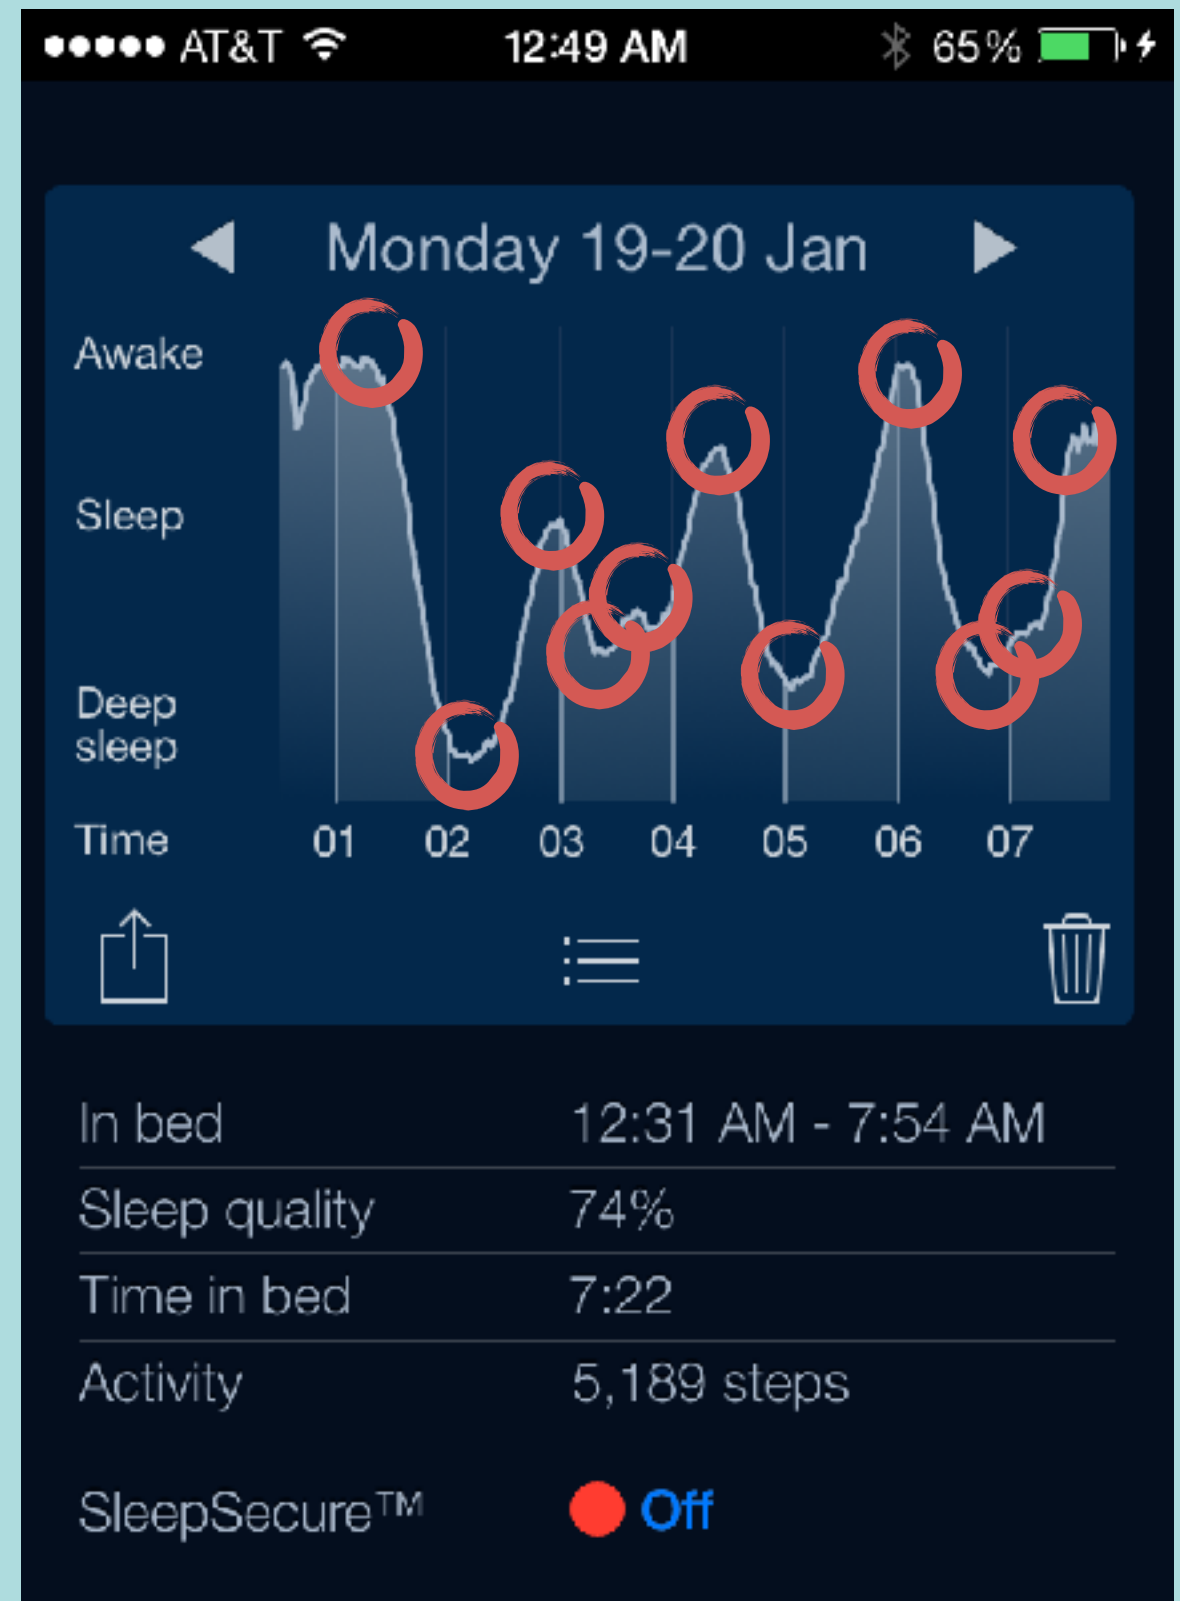 AT&T 12:49 AM 65%
Monday 19-20 Jan
Awake
Sleep
Deep
sleep
Time 01 02 03 04 05 06 07
In bed 12:31 AM - 7:54 AM
Sleep quality 74%
Time in bed 7:22
Activity 5,189 steps
SleepSecure™ Off